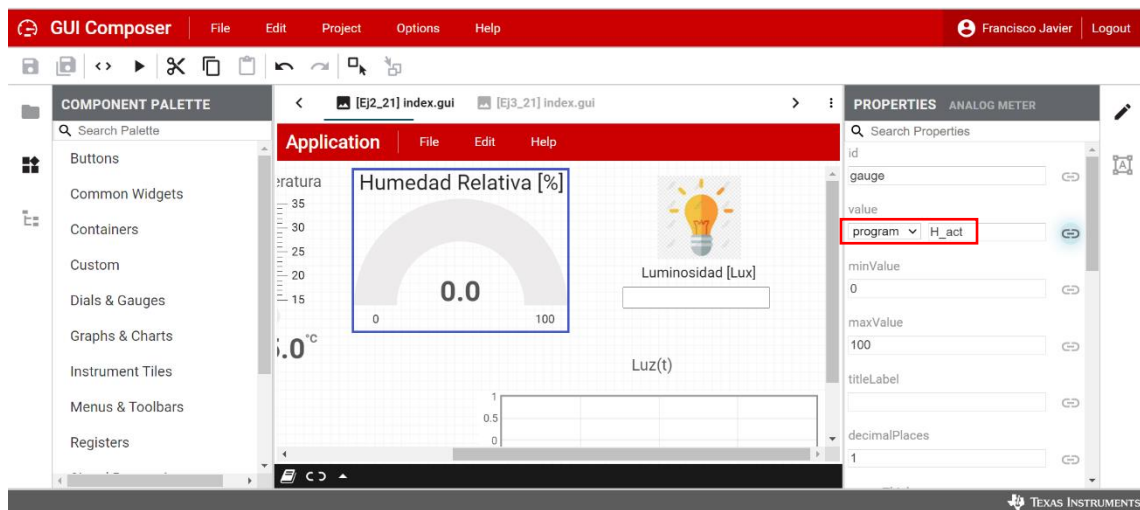 GUI Composer File Edit Project Options Help Francisco Javier Logout
COMPONENT PALETTE
Search Palette
Buttons
Common Widgets
Containers
Custom
Dials & Gauges
Graphs & Charts
Instrument Tiles
Menus & Toolbars
Registers
[Ej2_21] index.gui [Ej3_21] index.gui
Application File Edit Help
eratura
35
30
25
20
15
5.0 °C
Humedad Relativa [%]
0.0
0 100
Luminosidad [Lux]
Luz(t)
1
0.5
0
PROPERTIES ANALOG METER
Search Properties
id
gauge
value
program H_act
minValue
0
maxValue
100
titleLabel
decimalPlaces
1
TEXAS INSTRUMENTS